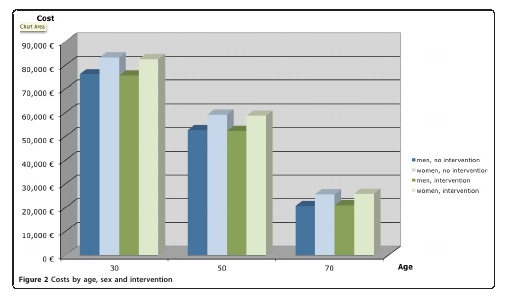 Cost
Chart Area
90,000 €
80,000 €
70,000 €
60,000 €
50,000 €
40,000 €
30,000 €
20,000 €
10,000 €
0 €
30
50
70
Age
men, no intervention
women, no intervention
men, intervention
women, intervention
Figure 2 Costs by age, sex and intervention